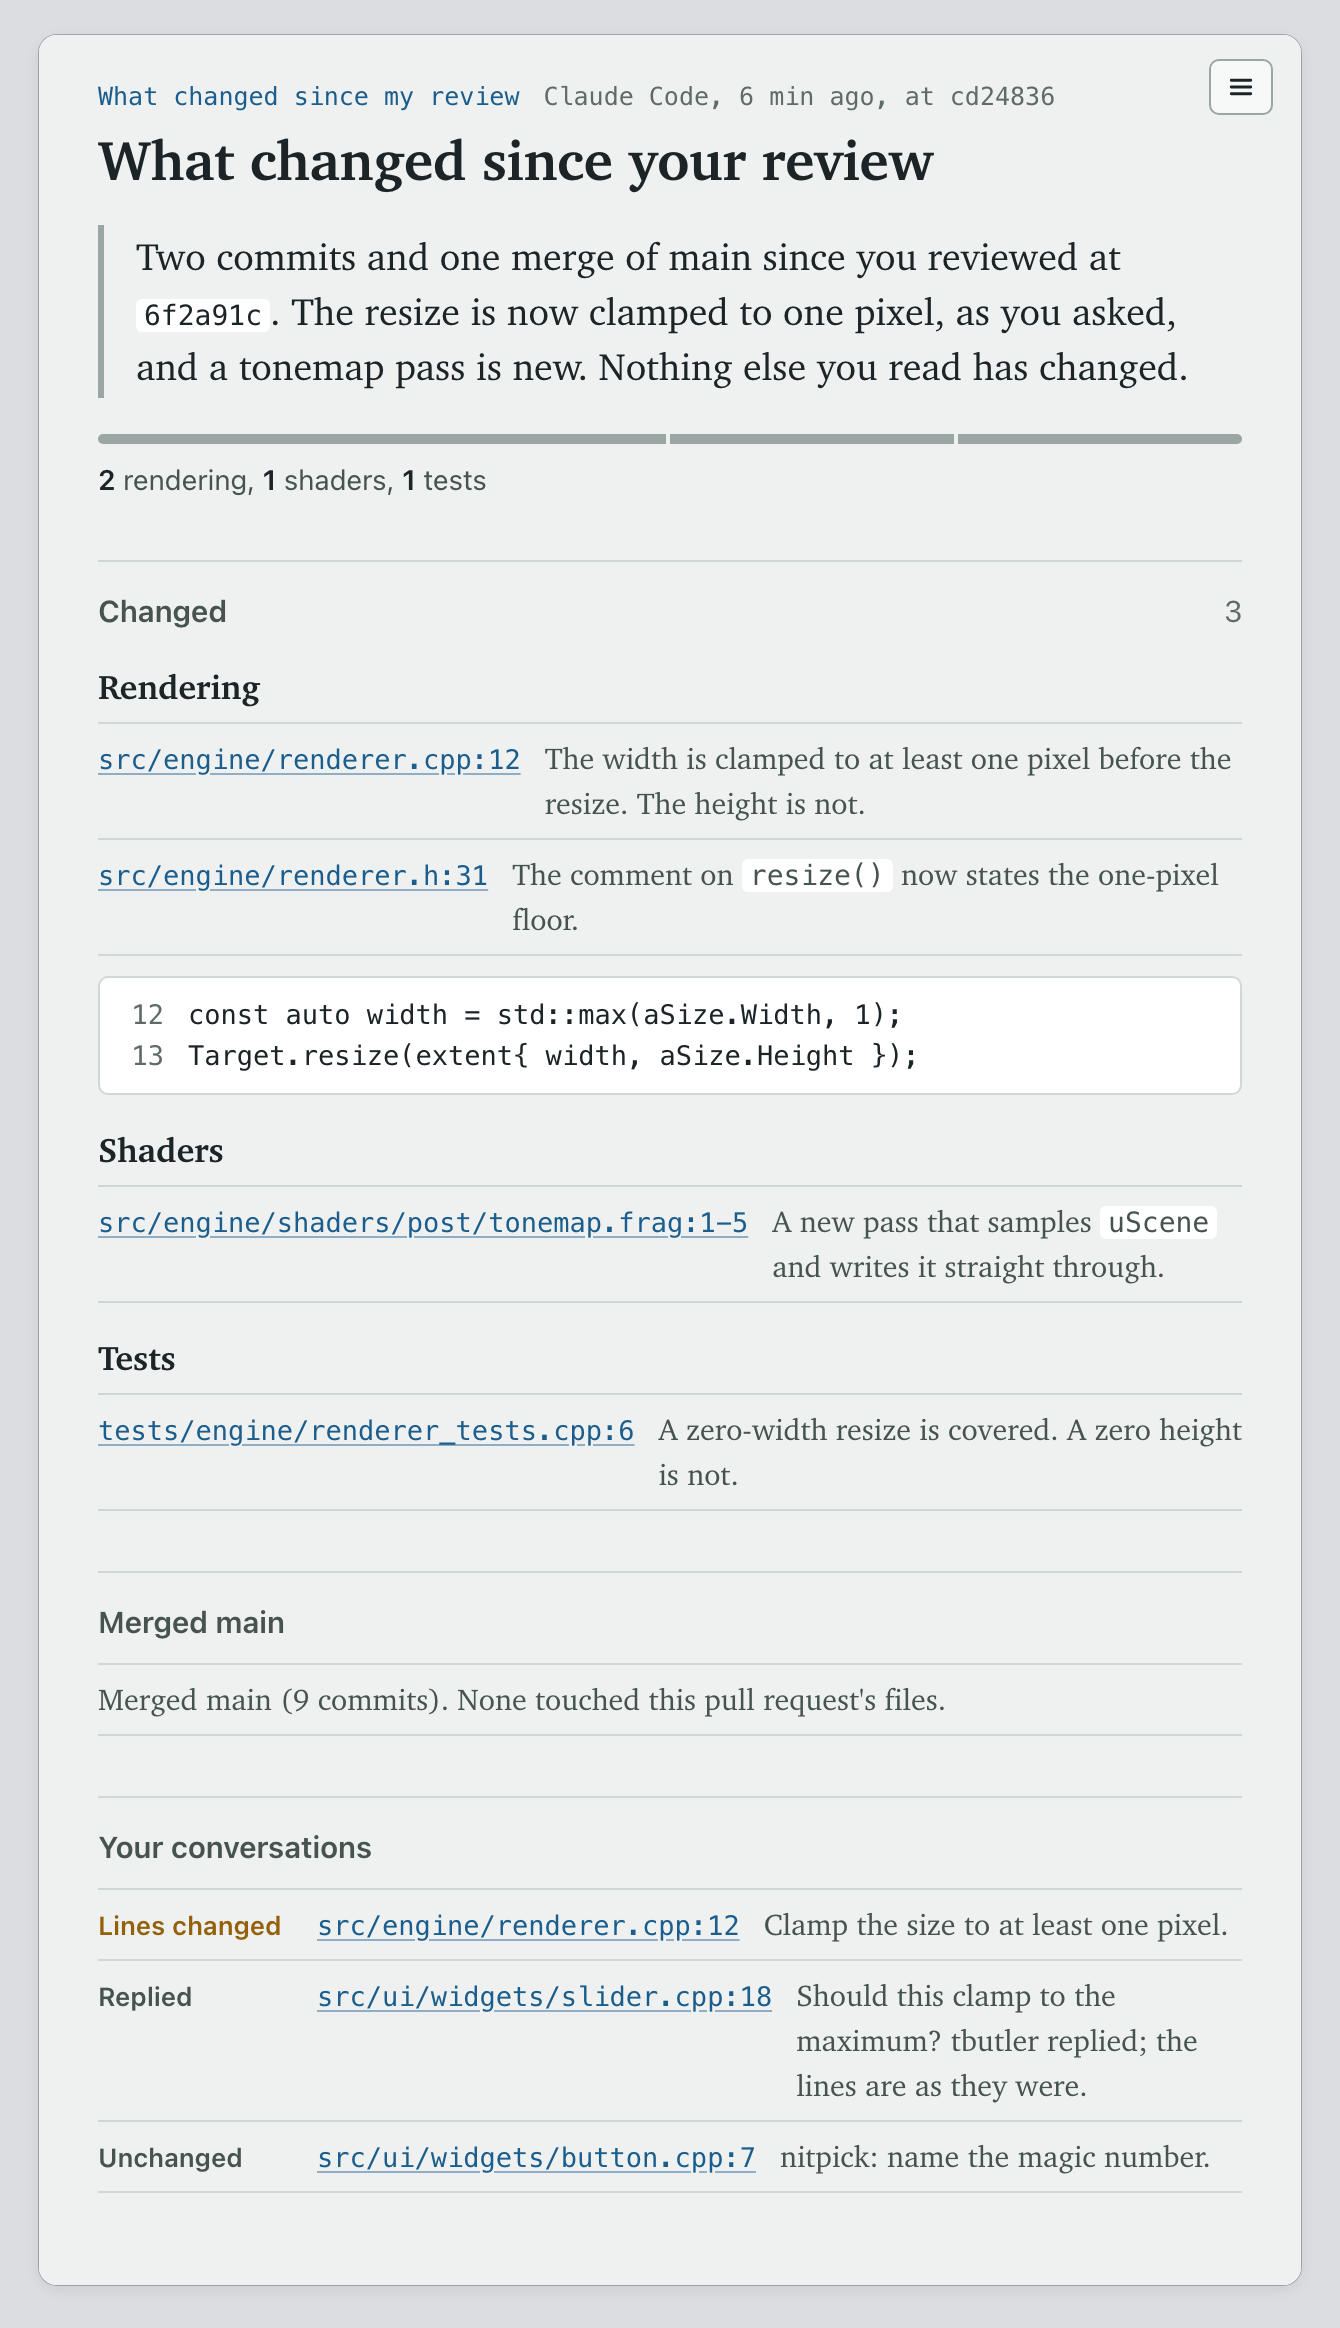 What changed since my review Claude Code, 6 min ago, at cd24836
What changed since your review
Two commits and one merge of main since you reviewed at
6f2a91c. The resize is now clamped to one pixel, as you asked,
and a tonemap pass is new. Nothing else you read has changed.
2 rendering, 1 shaders, 1 tests
Changed 3
Rendering
src/engine/renderer.cpp:12 The width is clamped to at least one pixel before the
resize. The height is not.
src/engine/renderer.h:31 The comment on resize() now states the one-pixel
floor.
12 const auto width = std::max(aSize.Width, 1);
13 Target.resize(extent{ width, aSize.Height });
Shaders
src/engine/shaders/post/tonemap.frag:1–5 A new pass that samples uScene
and writes it straight through.
Tests
tests/engine/renderer_tests.cpp:6 A zero-width resize is covered. A zero height
is not.
Merged main
Merged main (9 commits). None touched this pull request's files.
Your conversations
Lines changed src/engine/renderer.cpp:12 Clamp the size to at least one pixel.
Replied src/ui/widgets/slider.cpp:18 Should this clamp to the
maximum? tbutler replied; the
lines are as they were.
Unchanged src/ui/widgets/button.cpp:7 nitpick: name the magic number.